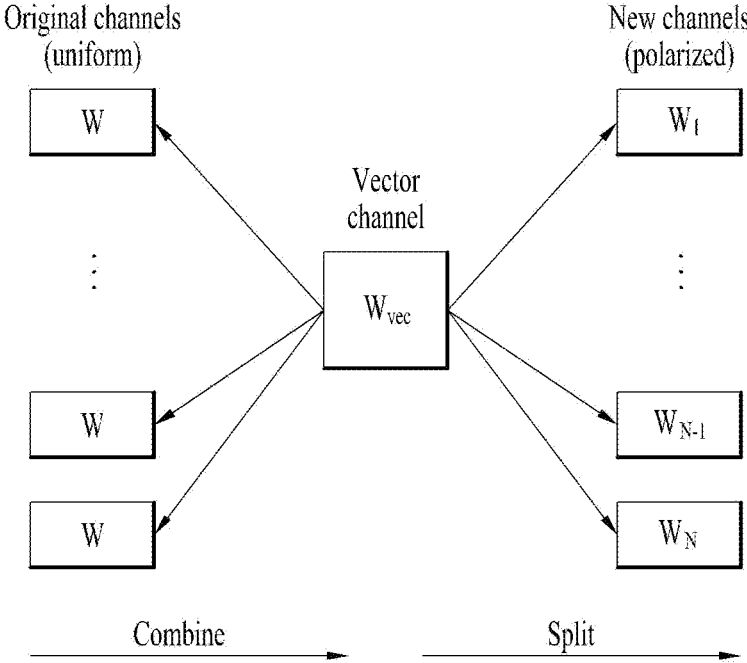 Original channels
(uniform)
New channels
(polarized)
W
W₁
Vector
channel
⋮
⋮
Wvec
W
WN-1
W
WN
Combine
Split